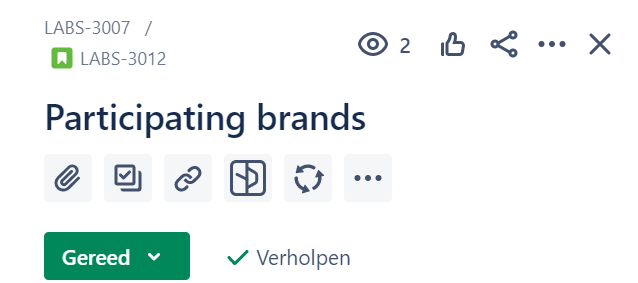 LABS-3007 /
LABS-3012
2
Participating brands
Gereed
Verholpen